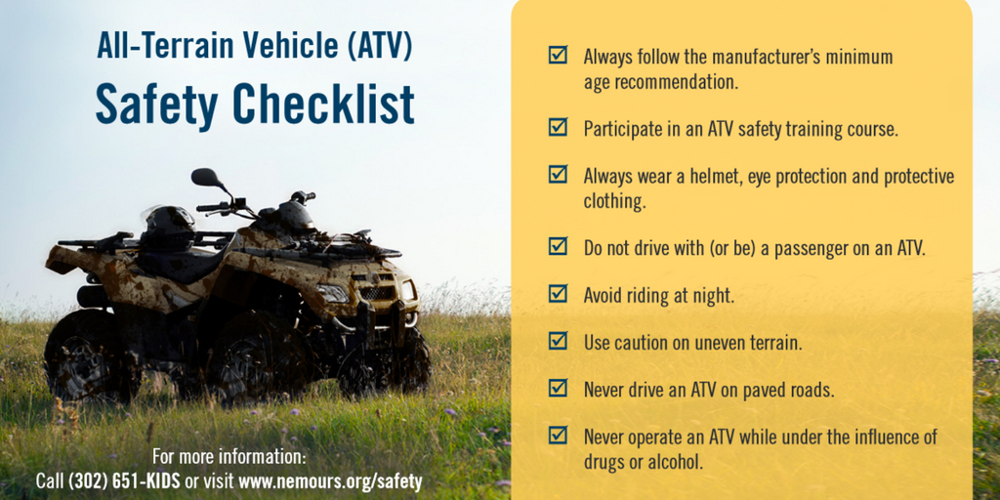 All-Terrain Vehicle (ATV)
Safety Checklist
For more information:
Call (302) 651-KIDS or visit www.nemours.org/safety
Always follow the manufacturer’s minimum
age recommendation.
Participate in an ATV safety training course.
Always wear a helmet, eye protection and protective
clothing.
Do not drive with (or be) a passenger on an ATV.
Avoid riding at night.
Use caution on uneven terrain.
Never drive an ATV on paved roads.
Never operate an ATV while under the influence of
drugs or alcohol.